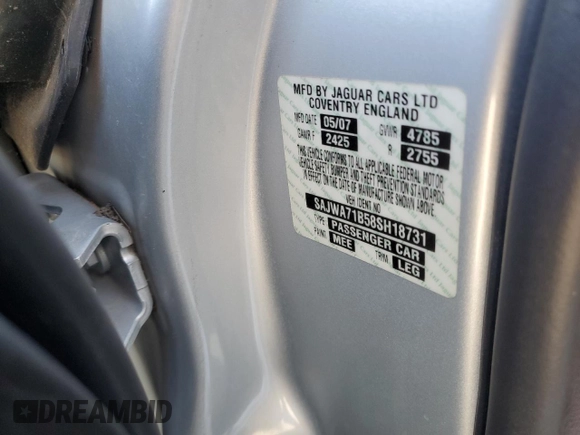 MFD BY JAGUAR CARS LTD
COVENTRY ENGLAND
MFD DATE 05/07 GVWR 4785
GAWR F 2425 R 2755
THIS VEHICLE CONFORMS TO ALL APPLICABLE FEDERAL MOTOR
VEHICLE SAFETY, BUMPER AND THEFT PREVENTION STANDARDS
IN EFFECT ON THE DATE OF MANUFACTURE SHOWN ABOVE
VEH IDENT NO.
SAJWA71B58SH18731
TYPE PASSENGER CAR
PAINT MEE TRIM LEG
DREAMBID